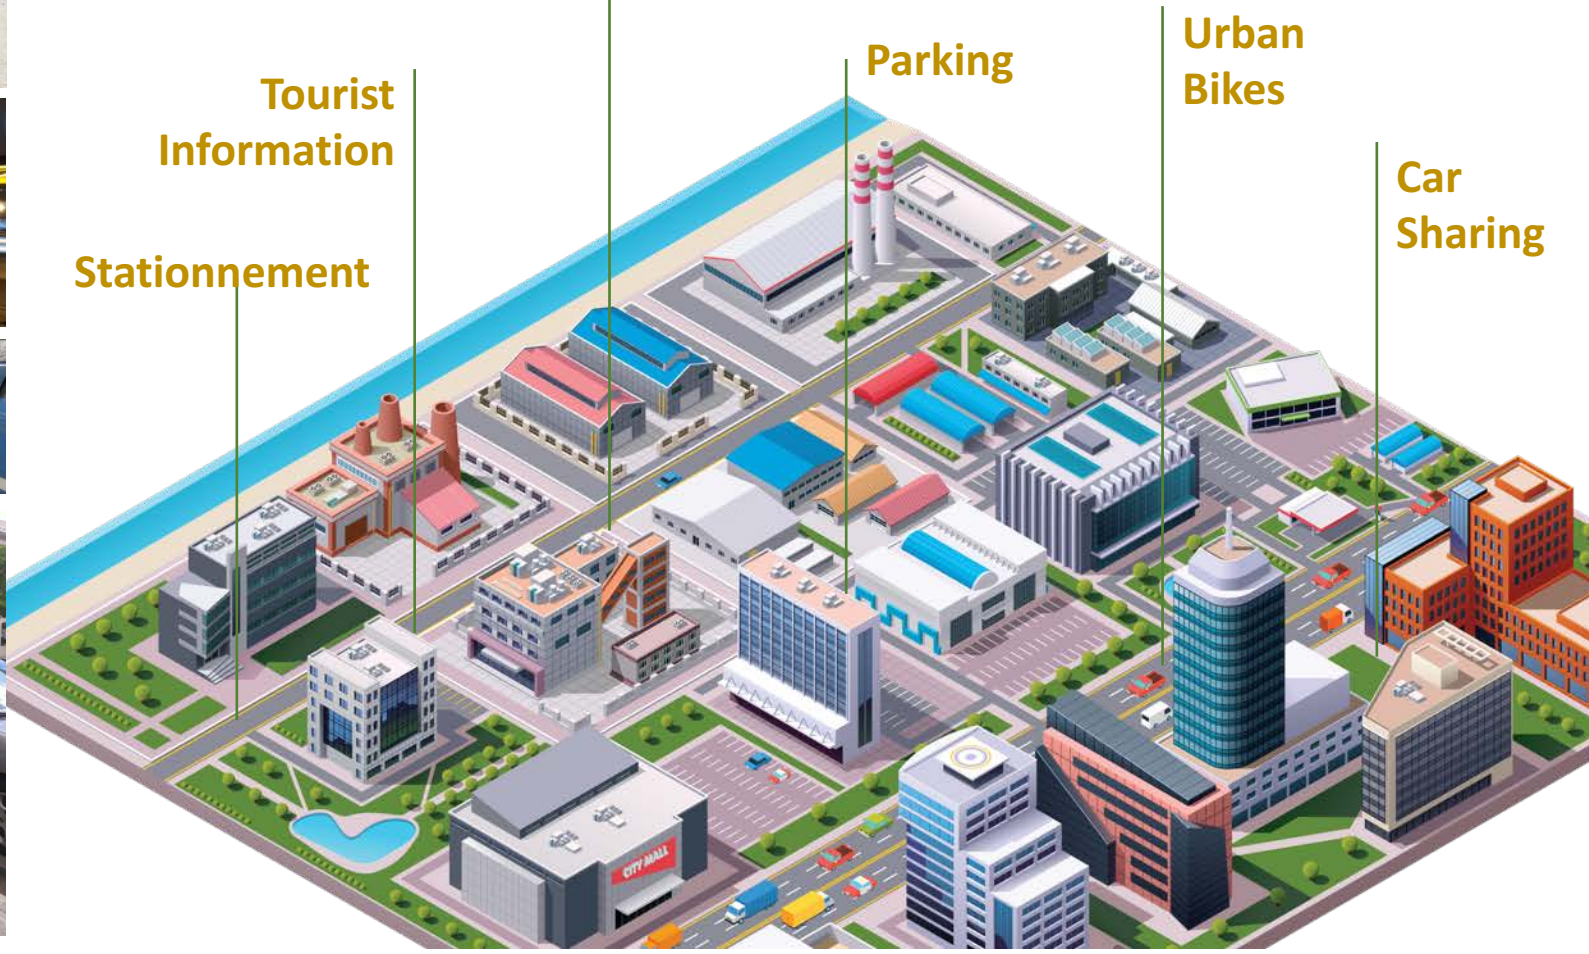 Urban
Bikes
Parking
Tourist
Information
Car
Sharing
Stationnement
CITY MALL